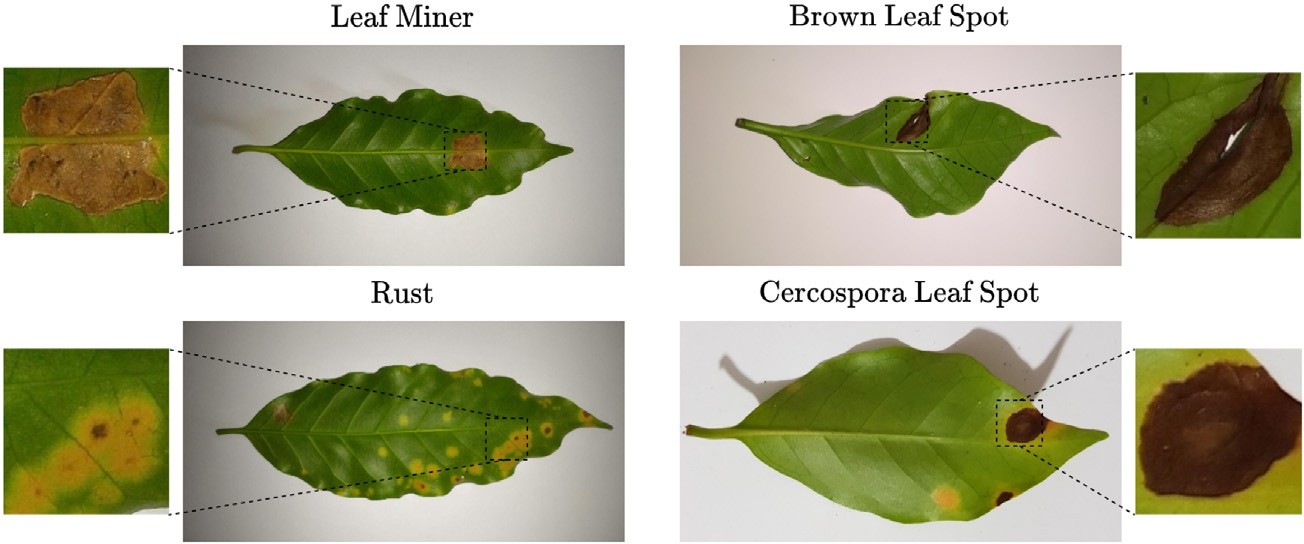 Leaf Miner
Brown Leaf Spot
Rust
Cercospora Leaf Spot